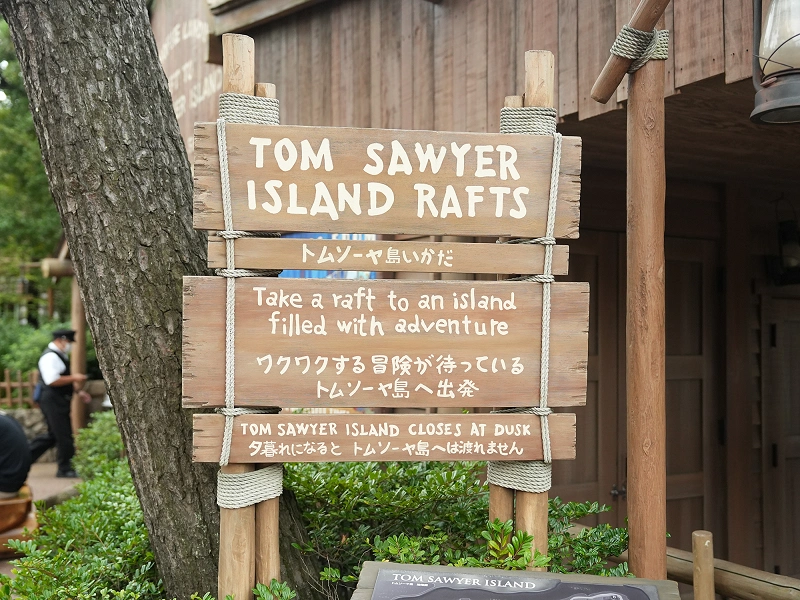 TOM SAWYER
ISLAND RAFTS
トムソーヤ島いかだ
Take a raft to an island
filled with adventure
ワクワクする冒険が待っている
トムソーヤ島へ出発
TOM SAWYER ISLAND CLOSES AT DUSK
夕暮れになると トムソーヤ島へは渡れません
TOM SAWYER ISLAND